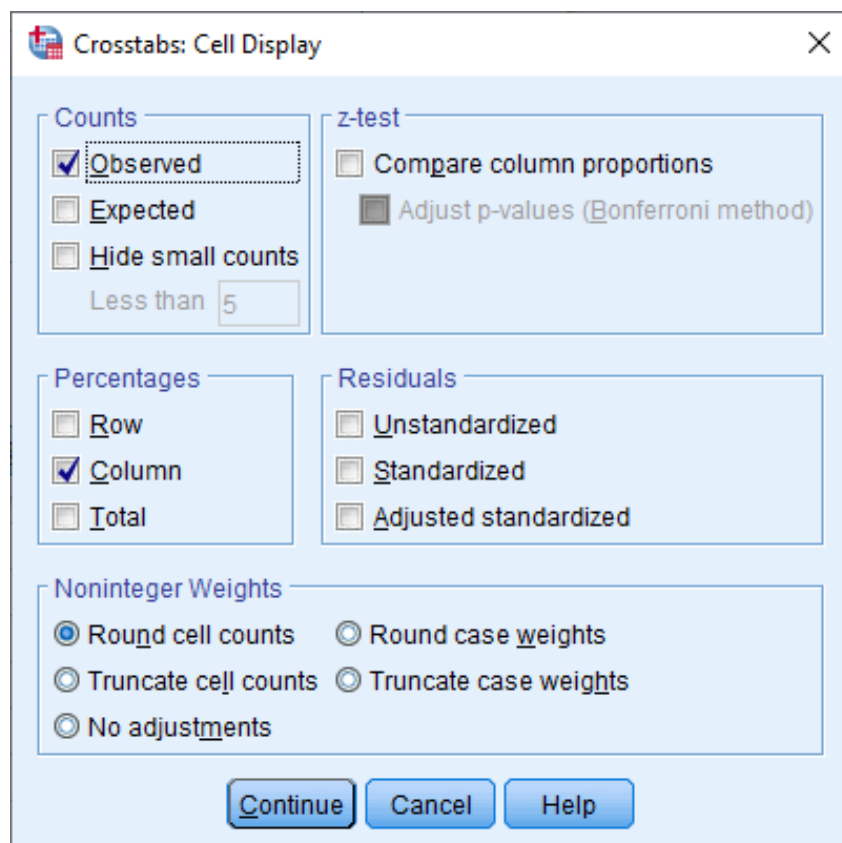 Crosstabs: Cell Display
Counts
Observed
Expected
Hide small counts
Less than 5
z-test
Compare column proportions
Adjust p-values (Bonferroni method)
Percentages
Row
Column
Total
Residuals
Unstandardized
Standardized
Adjusted standardized
Noninteger Weights
Round cell counts Round case weights
Truncate cell counts Truncate case weights
No adjustments
Continue Cancel Help